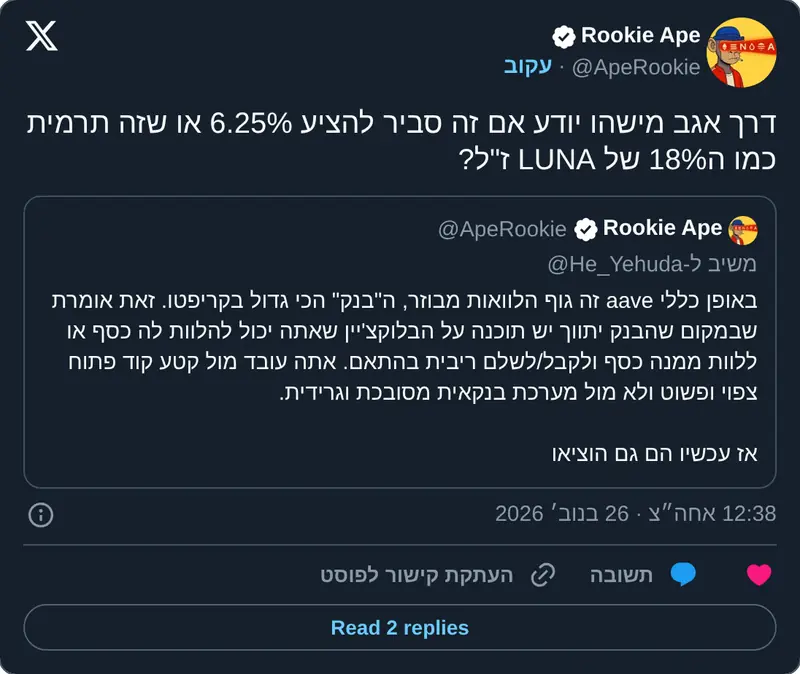 Rookie Ape
@ApeRookie · עקוב
דרך אגב מישהו יודע אם זה סביר להציע 6.25% או שזה תרמית
כמו ה18% של LUNA ז"ל?
Rookie Ape @ApeRookie
משיב ל-He_Yehuda@
באופן כללי aave זה גוף הלוואות מבוזר, ה"בנק" הכי גדול בקריפטו. זאת אומרת
שבמקום שהבנק יתווך יש תוכנה על הבלוקצ'יין שאתה יכול להלוות לה כסף או
ללוות ממנה כסף ולקבל/לשלם ריבית בהתאם. אתה עובד מול קטע קוד פתוח
צפוי ופשוט ולא מול מערכת בנקאית מסובכת וגרידית.
אז עכשיו הם גם הוציאו
12:38 אחה״צ · 26 בנוב׳ 2026
תשובה העתקת קישור לפוסט
Read 2 replies